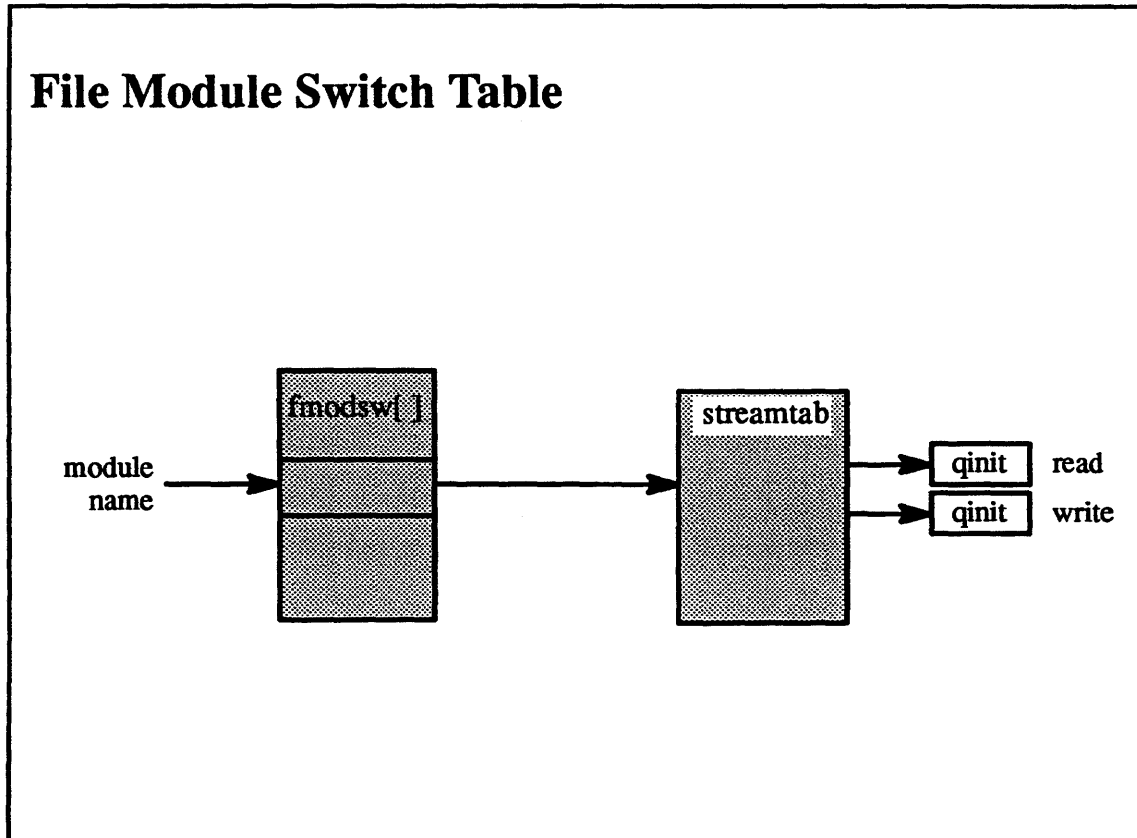 File Module Switch Table
fmodsw[ ]
streamtab
module
name
qinit
read
qinit
write